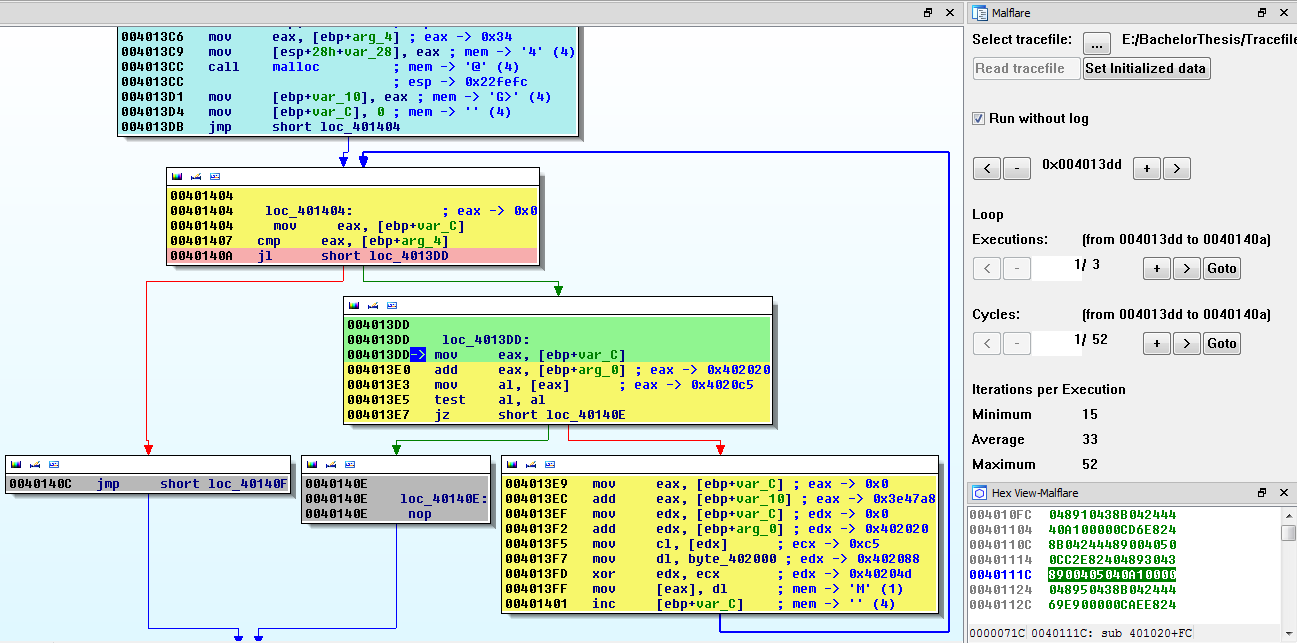 Malflare
004013C6 mov eax, [ebp+arg_4] ; eax -> 0x34
004013C9 mov [esp+28h+var_28], eax ; mem -> '4' (4)
004013CC call malloc ; mem -> '@' (4)
004013CC ; esp -> 0x22fefc
004013D1 mov [ebp+var_10], eax ; mem -> 'G>' (4)
004013D4 mov [ebp+var_C], 0 ; mem -> '' (4)
004013DB jmp short loc_401404
00401404
00401404 loc_401404: ; eax -> 0x0
00401404 mov eax, [ebp+var_C]
00401407 cmp eax, [ebp+arg_4]
0040140A jl short loc_4013DD
004013DD
004013DD loc_4013DD:
004013DD-> mov eax, [ebp+var_C]
004013E0 add eax, [ebp+arg_0] ; eax -> 0x402020
004013E3 mov al, [eax] ; eax -> 0x4020c5
004013E5 test al, al
004013E7 jz short loc_40140E
0040140C jmp short loc_40140F
0040140E
0040140E loc_40140E:
0040140E nop
004013E9 mov eax, [ebp+var_C] ; eax -> 0x0
004013EC add eax, [ebp+var_10] ; eax -> 0x3e47a8
004013EF mov edx, [ebp+var_C] ; edx -> 0x0
004013F2 add edx, [ebp+arg_0] ; edx -> 0x402020
004013F5 mov cl, [edx] ; ecx -> 0xc5
004013F7 mov dl, byte_402000 ; edx -> 0x402088
004013FD xor edx, ecx ; edx -> 0x40204d
004013FF mov [eax], dl ; mem -> 'M' (1)
00401401 inc [ebp+var_C] ; mem -> '' (4)
Select tracefile: ... E:/BachelorThesis/Tracefile
Read tracefile Set Initialized data
Run without log
< - 0x004013dd + >
Loop
Executions: (from 004013dd to 0040140a)
< - 1/ 3 + > Goto
Cycles: (from 004013dd to 0040140a)
< - 1/ 52 + > Goto
Iterations per Execution
Minimum 15
Average 33
Maximum 52
Hex View-Malflare
004010FC 048910438B042444
00401104 40A100000CD6E824
0040110C 8B04244489004050
00401114 0CC2E82404893043
0040111C 8900405040A10000
00401124 048950438B042444
0040112C 69E900000CAEE824
0000071C 0040111C: sub_401020+FC